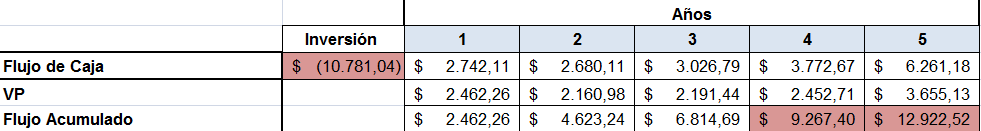 Años
Inversión 1 2 3 4 5
Flujo de Caja $ (10.781,04) $ 2.742,11 $ 2.680,11 $ 3.026,79 $ 3.772,67 $ 6.261,18
VP $ 2.462,26 $ 2.160,98 $ 2.191,44 $ 2.452,71 $ 3.655,13
Flujo Acumulado $ 2.462,26 $ 4.623,24 $ 6.814,69 $ 9.267,40 $ 12.922,52